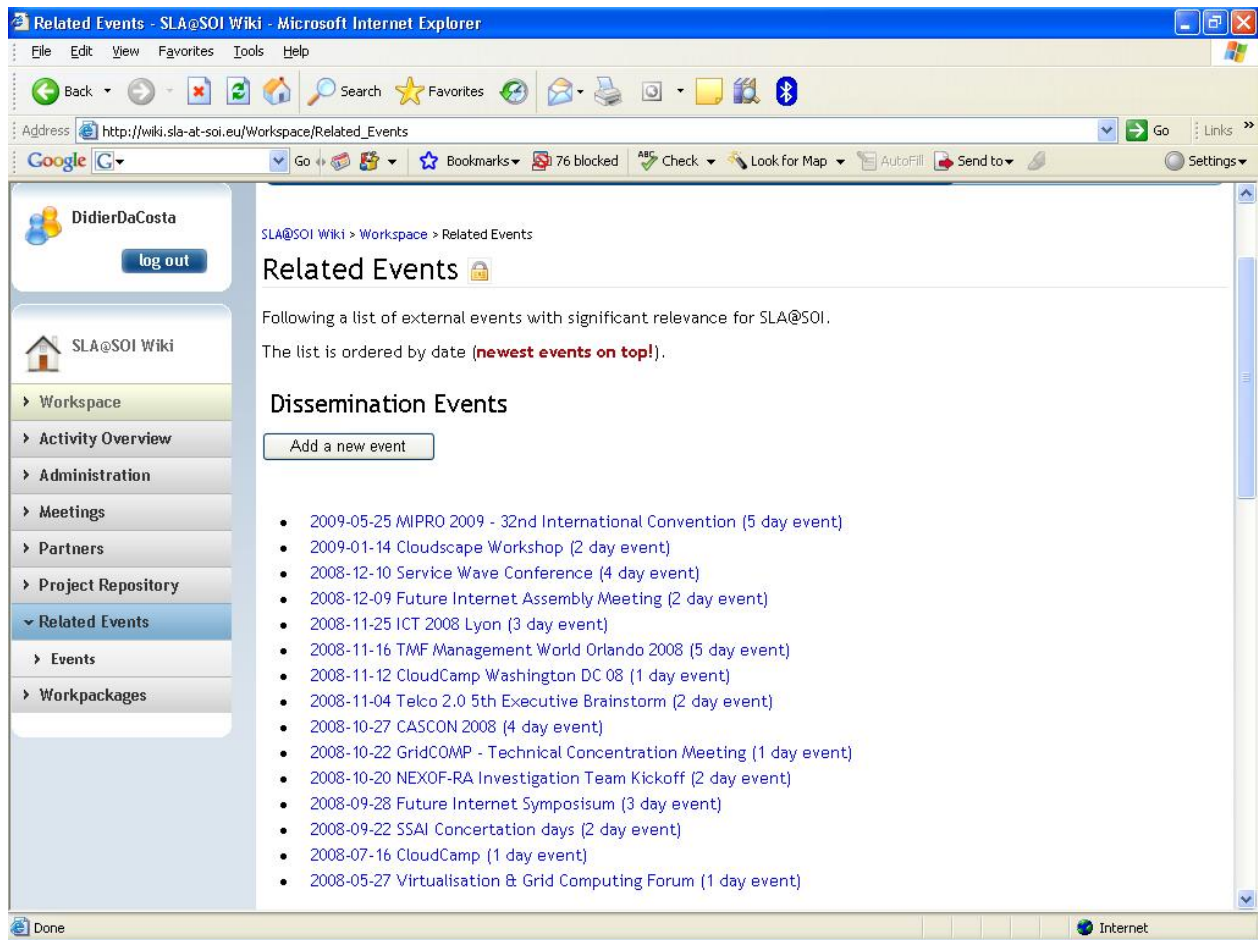 Related Events - SLA@SOI Wiki - Microsoft Internet Explorer
File Edit View Favorites Tools Help
Back Search Favorites
Address http://wiki.sla-at-soi.eu/Workspace/Related_Events Go Links »
Google G Go Bookmarks 76 blocked ABC Check Look for Map AutoFill Send to Settings
DidierDaCosta
log out
SLA@SOI Wiki
Workspace
Activity Overview
Administration
Meetings
Partners
Project Repository
Related Events
Events
Workpackages
SLA@SOI Wiki > Workspace > Related Events
Related Events
Following a list of external events with significant relevance for SLA@SOI.
The list is ordered by date (newest events on top!).
Dissemination Events
Add a new event
• 2009-05-25 MIPRO 2009 - 32nd International Convention (5 day event)
• 2009-01-14 Cloudscape Workshop (2 day event)
• 2008-12-10 Service Wave Conference (4 day event)
• 2008-12-09 Future Internet Assembly Meeting (2 day event)
• 2008-11-25 ICT 2008 Lyon (3 day event)
• 2008-11-16 TMF Management World Orlando 2008 (5 day event)
• 2008-11-12 CloudCamp Washington DC 08 (1 day event)
• 2008-11-04 Telco 2.0 5th Executive Brainstorm (2 day event)
• 2008-10-27 CASCON 2008 (4 day event)
• 2008-10-22 GridCOMP - Technical Concentration Meeting (1 day event)
• 2008-10-20 NEXOF-RA Investigation Team Kickoff (2 day event)
• 2008-09-28 Future Internet Symposisum (3 day event)
• 2008-09-22 SSAI Concertation days (2 day event)
• 2008-07-16 CloudCamp (1 day event)
• 2008-05-27 Virtualisation & Grid Computing Forum (1 day event)
Done Internet